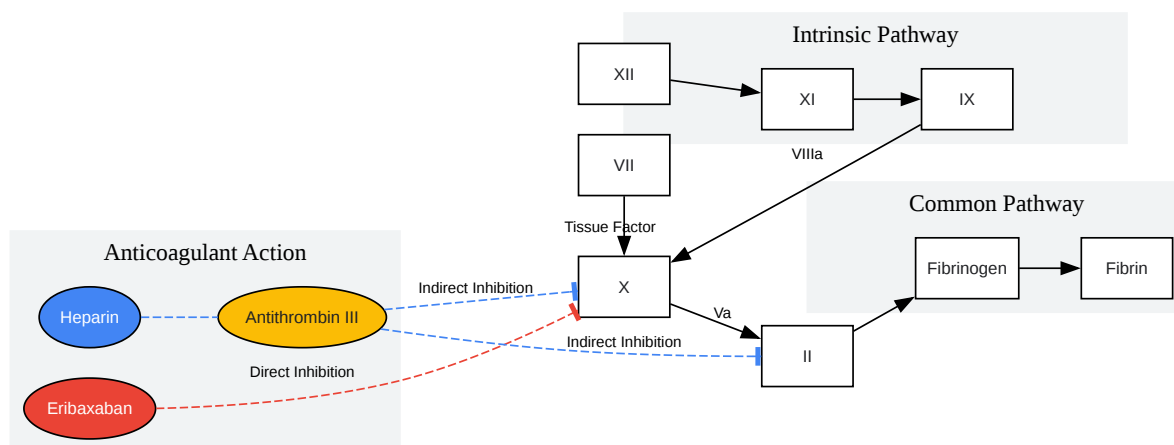 Intrinsic Pathway
XII
XI
IX
VII
VIIIa
Common Pathway
Tissue Factor
Anticoagulant Action
Fibrinogen
Fibrin
Indirect Inhibition
X
Heparin
Antithrombin III
Va
Indirect Inhibition
II
Direct Inhibition
Eribaxaban